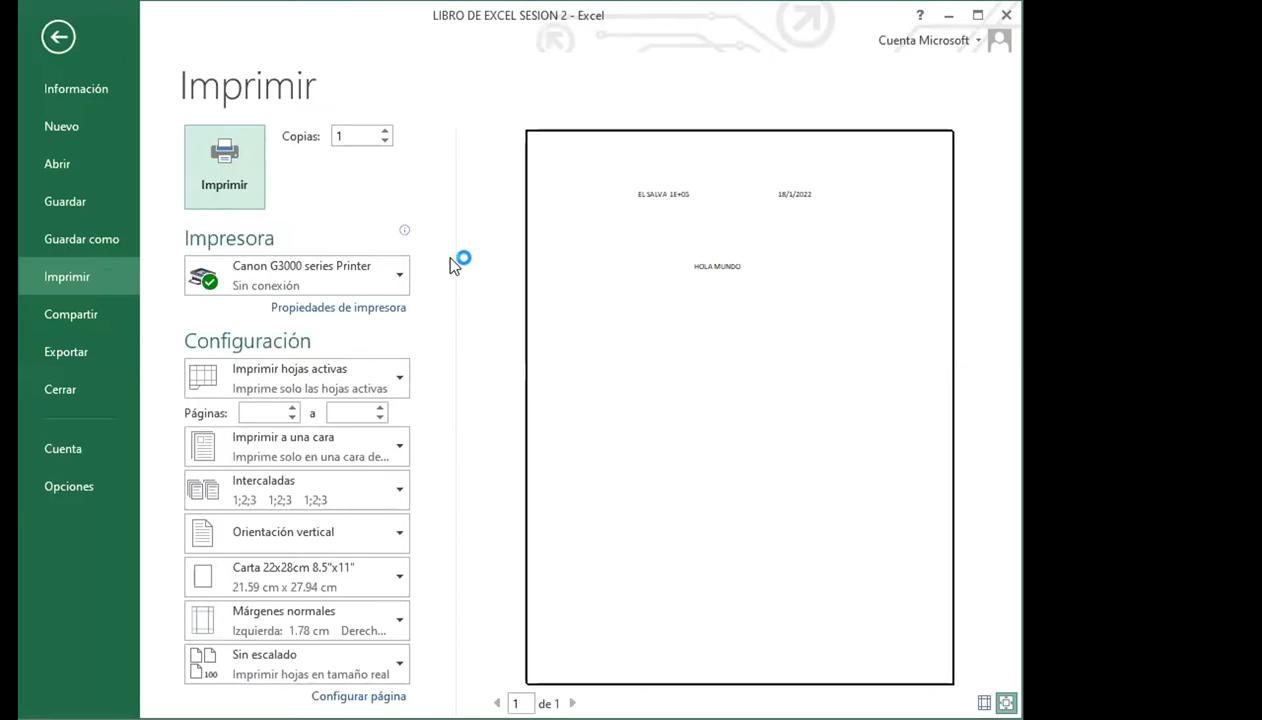 LIBRO DE EXCEL SESION 2 - Excel
?
Cuenta Microsoft
Información
Nuevo
Abrir
Guardar
Guardar como
Imprimir
Compartir
Exportar
Cerrar
Cuenta
Opciones
Imprimir
Imprimir
Copias: 1
Impresora
Canon G3000 series Printer
Sin conexión
Propiedades de impresora
Configuración
Imprimir hojas activas
Imprime solo las hojas activas
Páginas: a
Imprimir a una cara
Imprime solo en una cara de...
Intercaladas
1;2;3 1;2;3 1;2;3
Orientación vertical
Carta 22x28cm 8.5"x11"
21.59 cm x 27.94 cm
Márgenes normales
Izquierda: 1.78 cm Derech...
Sin escalado
100 Imprimir hojas en tamaño real
Configurar página
EL SALVA 1E+05 18/1/2022
HOLA MUNDO
1 de 1